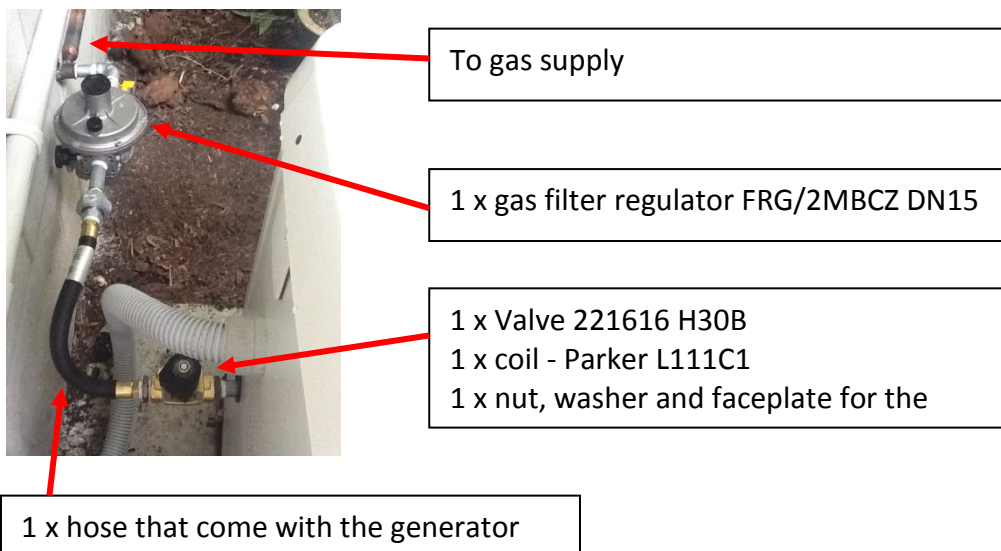 To gas supply
1 x gas filter regulator FRG/2MBCZ DN15
1 x Valve 221616 H30B
1 x coil - Parker L111C1
1 x nut, washer and faceplate for the
1 x hose that come with the generator